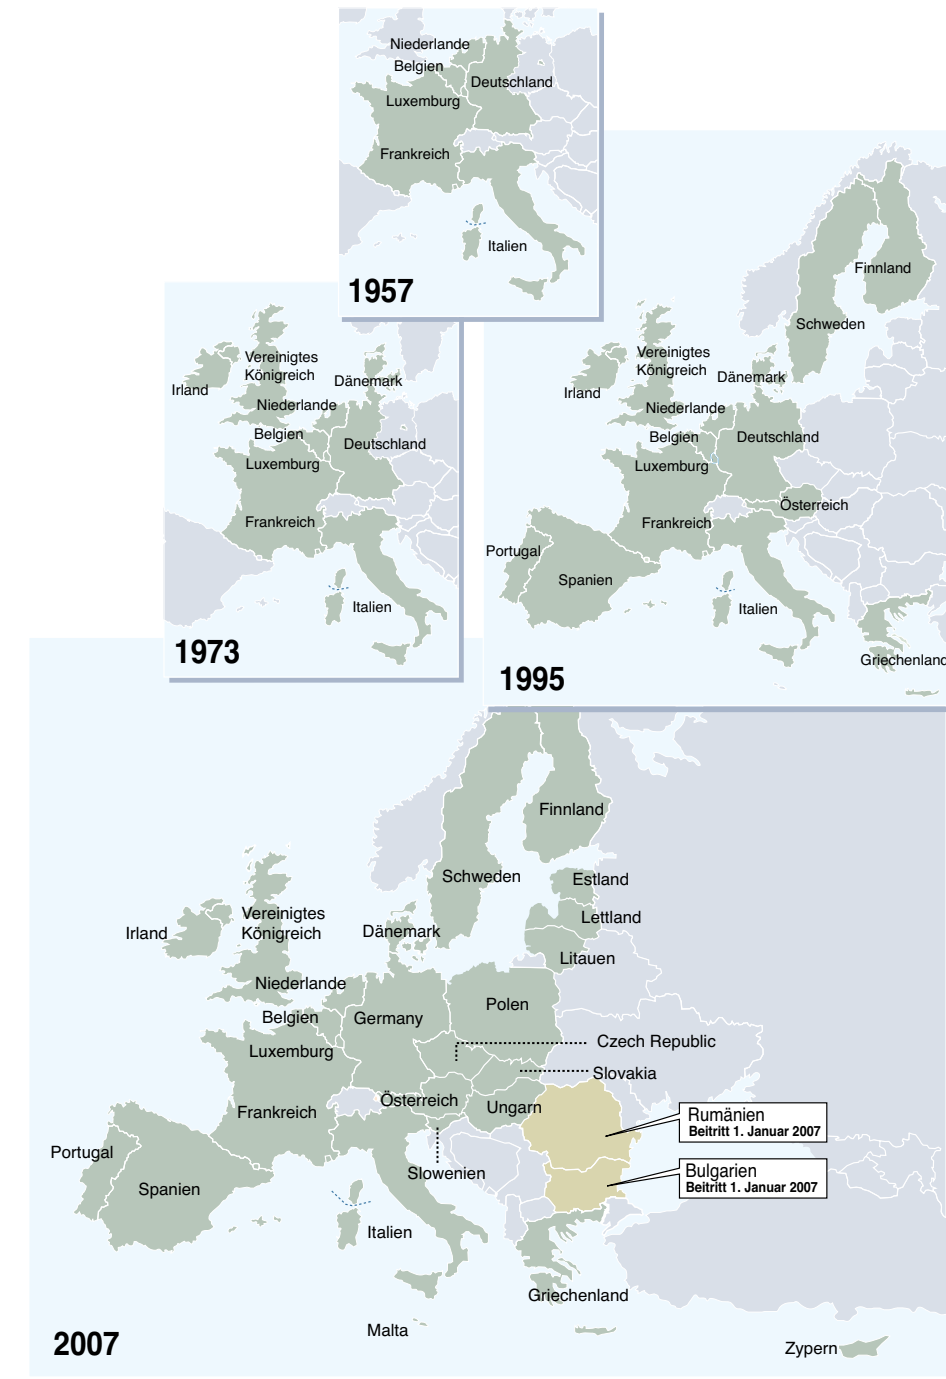 Niederlande
Belgien
Deutschland
Luxemburg
Frankreich
Italien
1957
Vereinigtes
Königreich
Irland
Dänemark
Niederlande
Belgien
Deutschland
Luxemburg
Frankreich
Italien
1973
Finnland
Schweden
Vereinigtes
Königreich
Irland
Dänemark
Niederlande
Belgien
Deutschland
Luxemburg
Österreich
Frankreich
Portugal
Spanien
Italien
Griechenland
1995
Finnland
Schweden
Estland
Lettland
Litauen
Vereinigtes
Königreich
Irland
Dänemark
Niederlande
Polen
Belgien
Germany
Czech Republic
Luxemburg
Slovakia
Österreich
Ungarn
Frankreich
Rumänien
Beitritt 1. Januar 2007
Portugal
Bulgarien
Beitritt 1. Januar 2007
Slowenien
Spanien
Italien
Griechenland
Malta
Zypern
2007